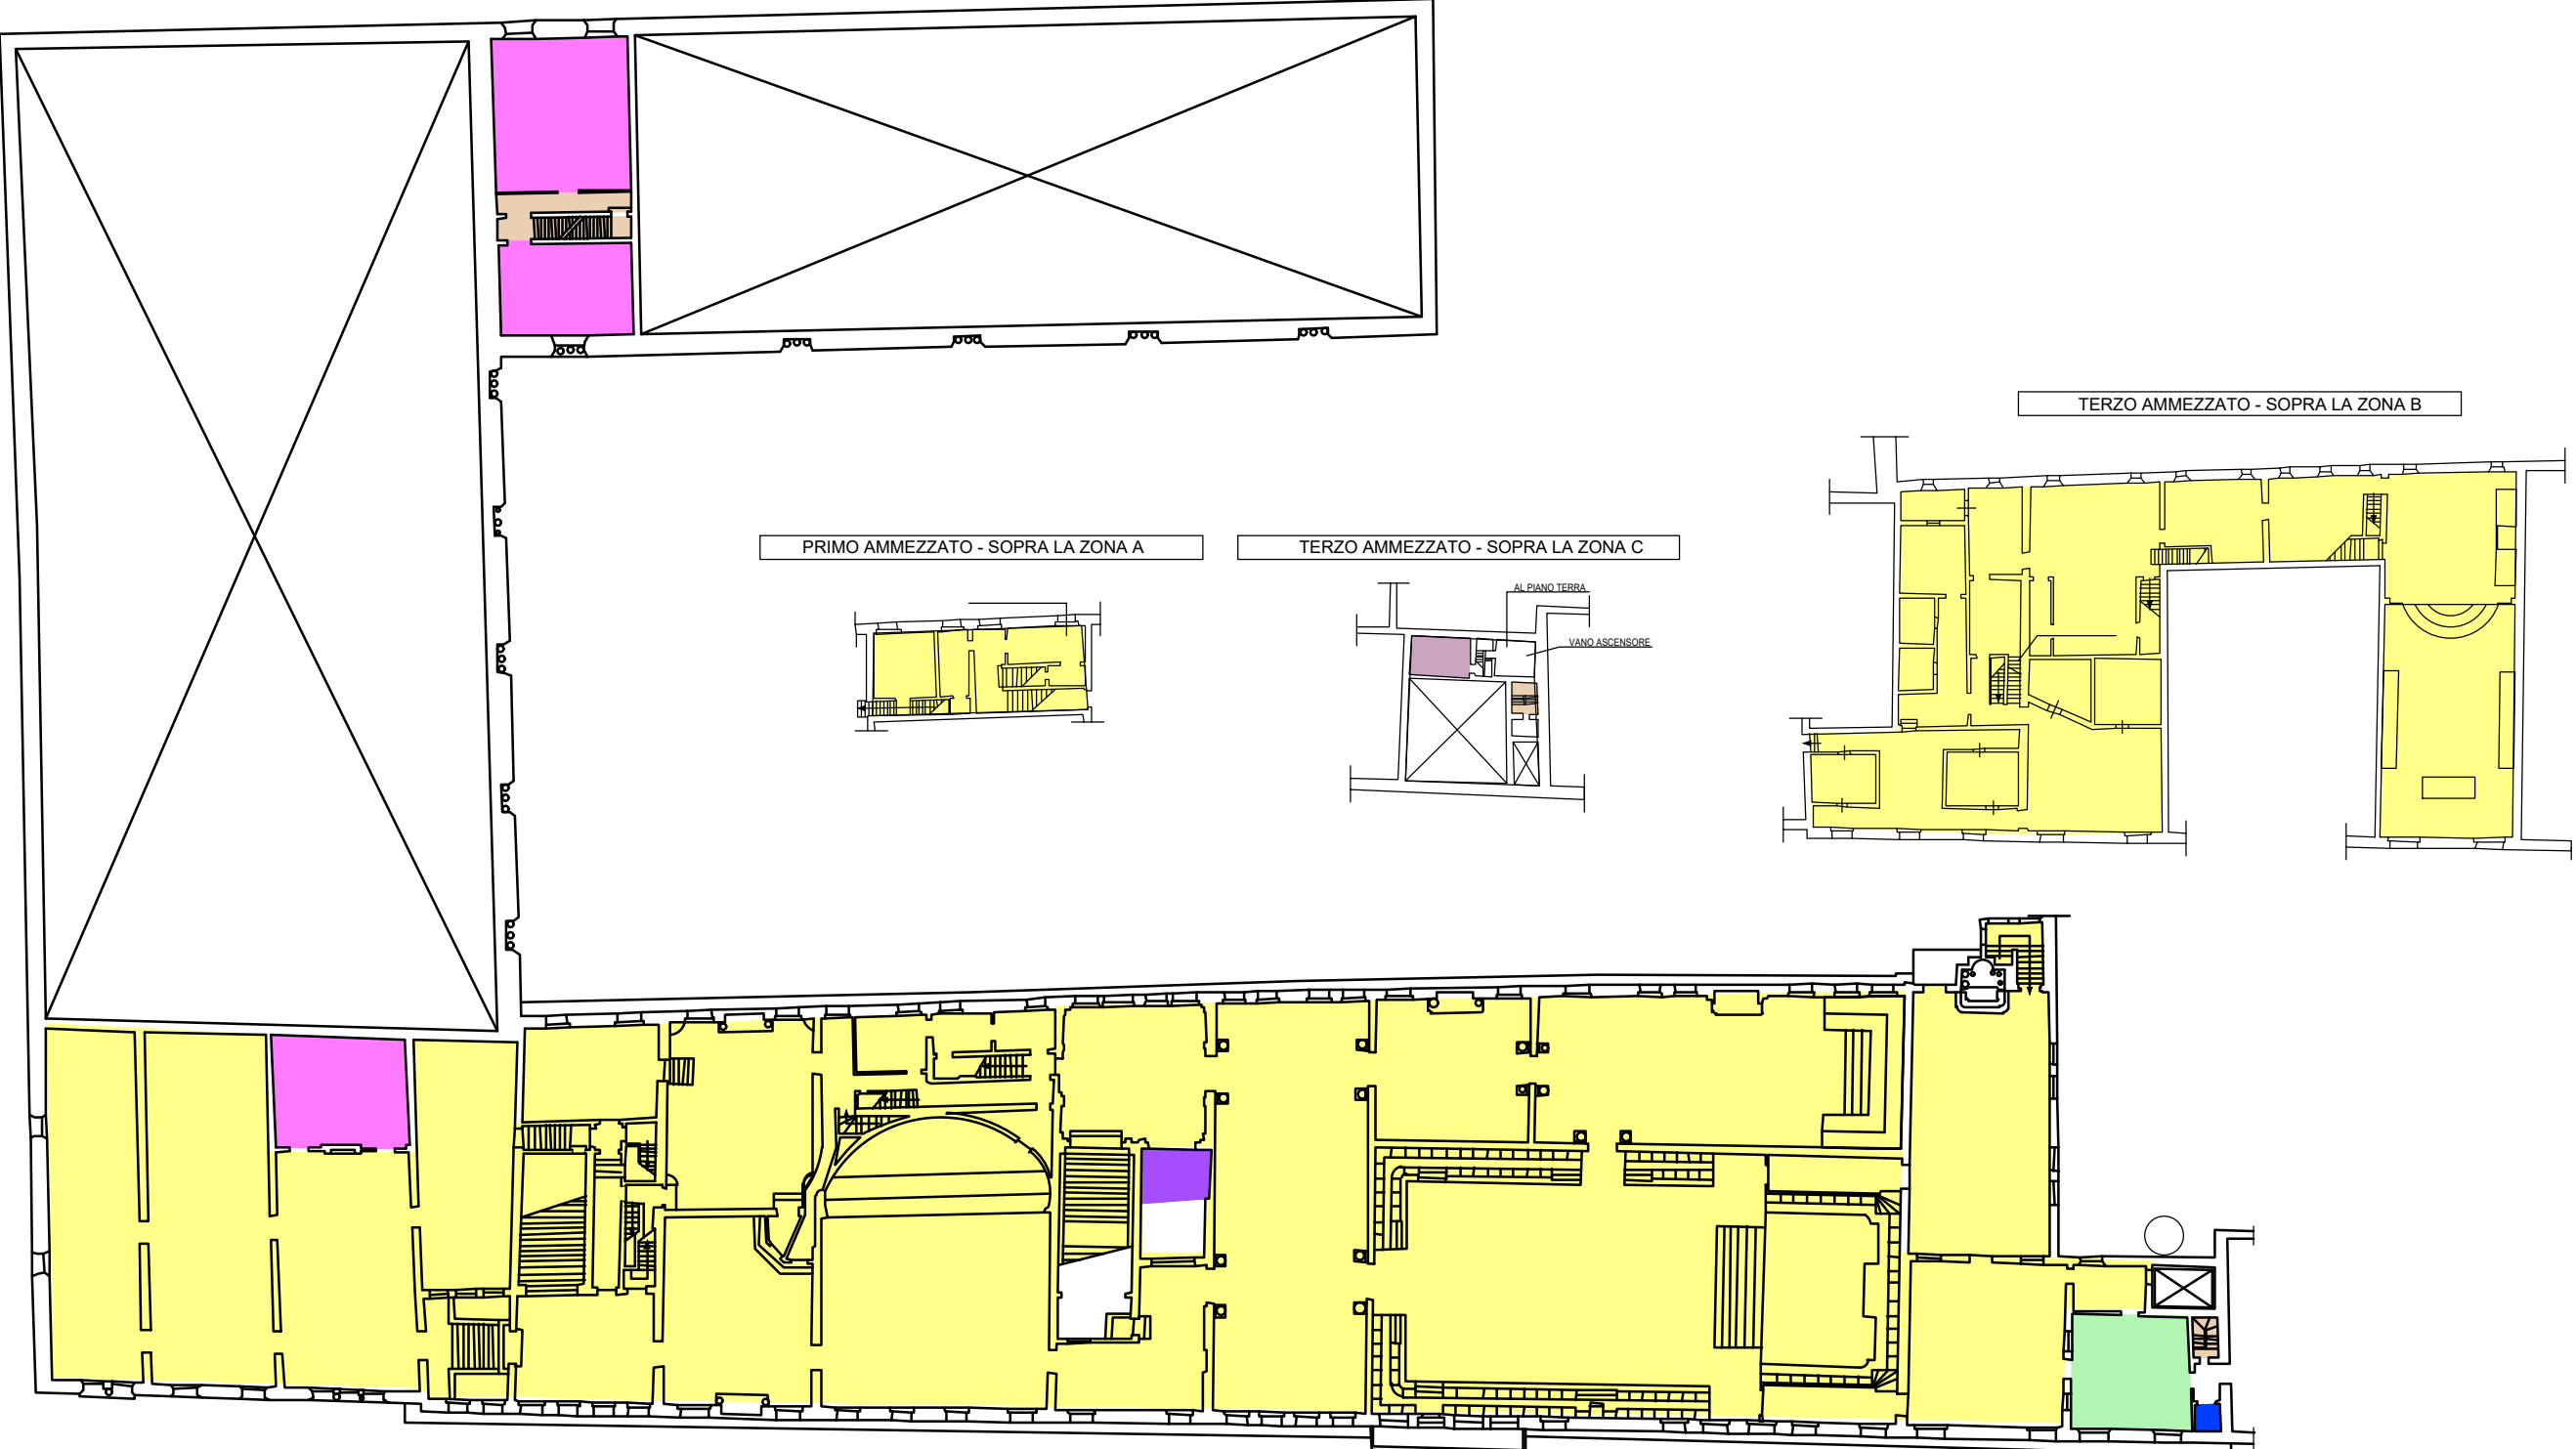 TERZO AMMEZZATO - SOPRA LA ZONA B
PRIMO AMMEZZATO - SOPRA LA ZONA A
TERZO AMMEZZATO - SOPRA LA ZONA C
AL PIANO TERRA
VANO ASCENSORE